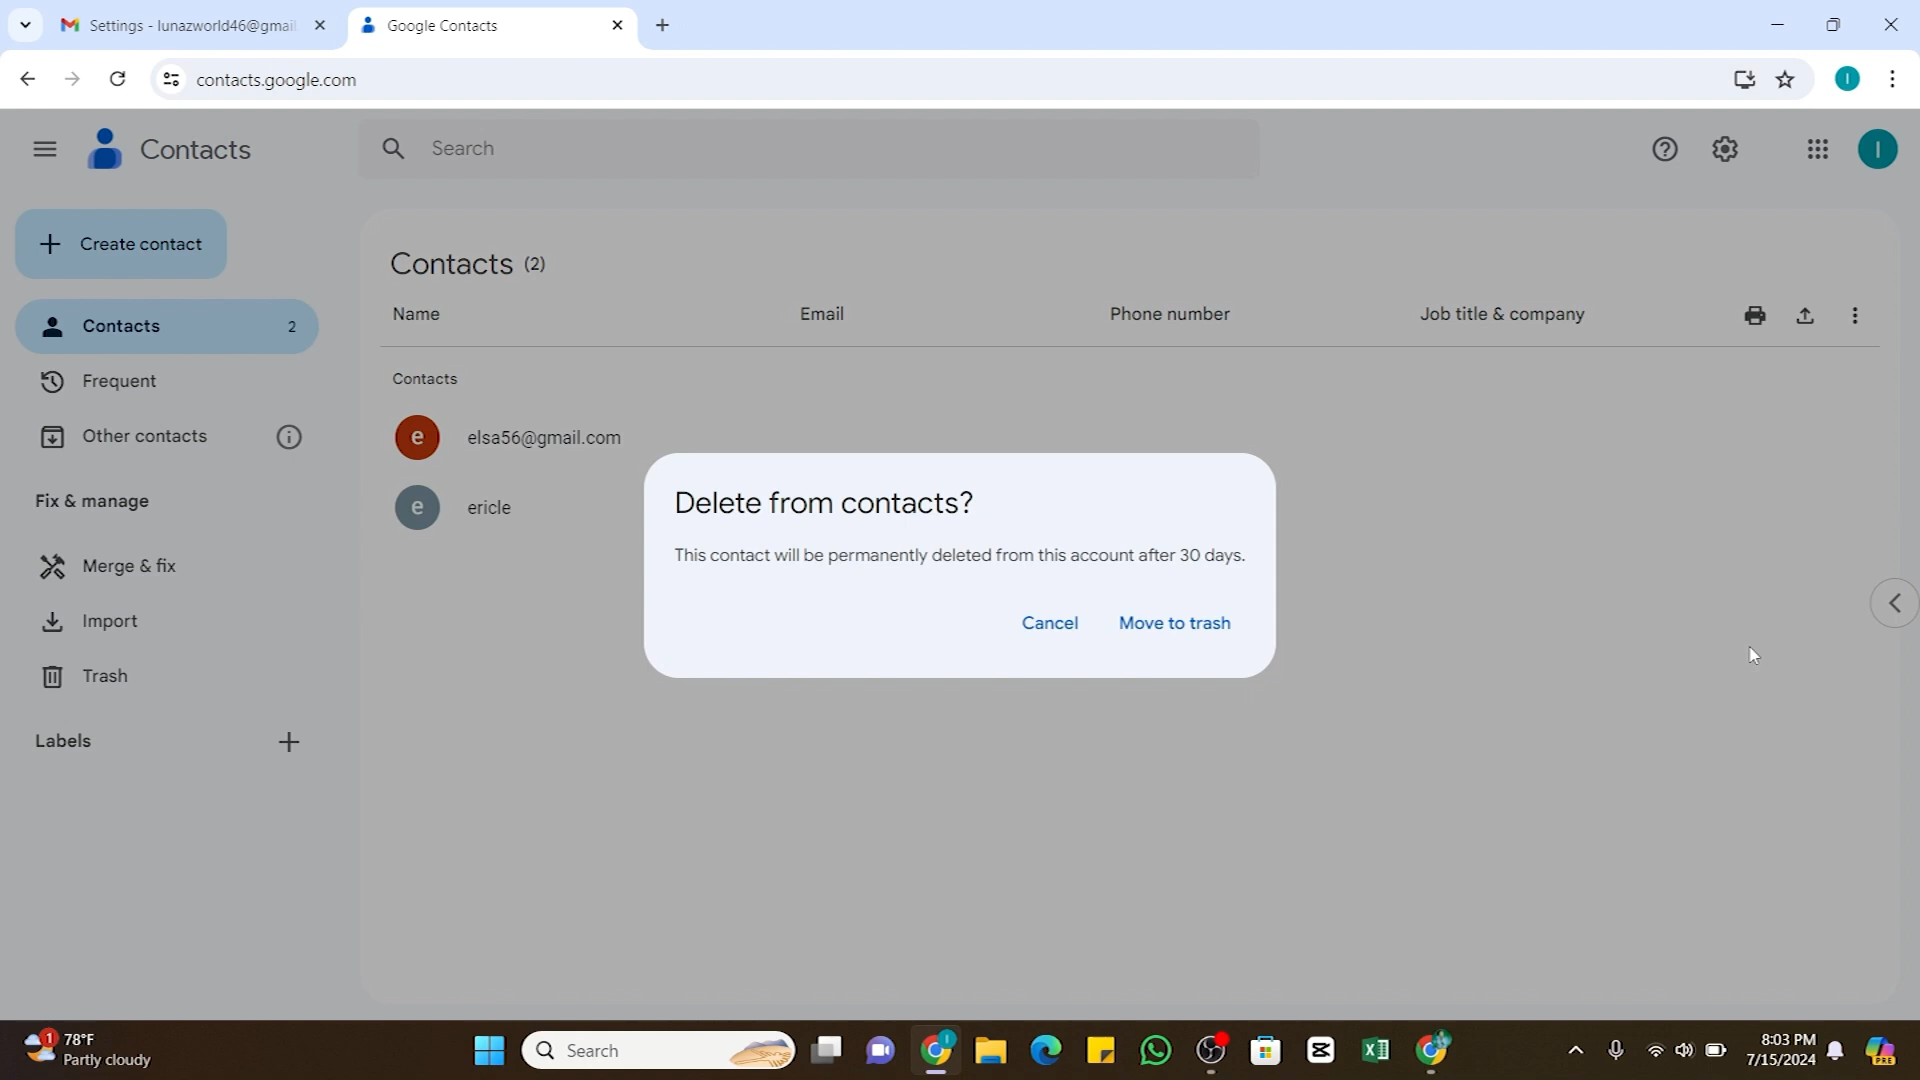 Settings - lunazworld46@gmail
Google Contacts
contacts.google.com
I
Contacts
Search
I
Create contact
Contacts 2
Frequent
Other contacts
Fix & manage
Merge & fix
Import
Trash
Labels
Contacts (2)
Name Email Phone number Job title & company
Contacts
e elsa56@gmail.com
e ericle
Delete from contacts?
This contact will be permanently deleted from this account after 30 days.
Cancel Move to trash
1
78°F
Partly cloudy
Search
8:03 PM
7/15/2024
PRE